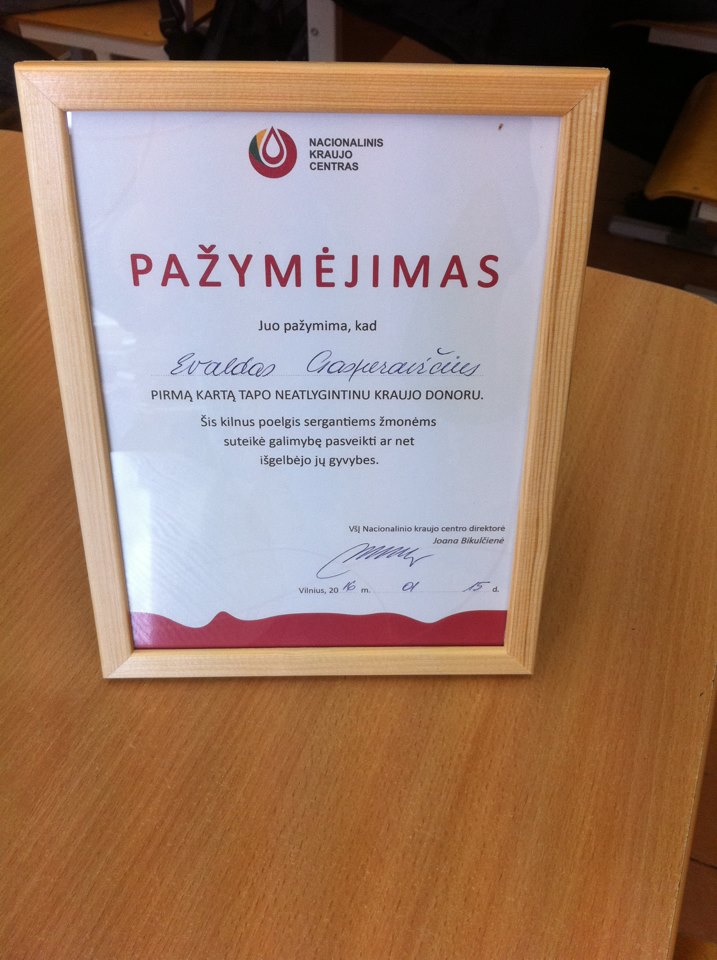 NACIONALINIS
KRAUJO
CENTRAS
PAŽYMĖJIMAS
Juo pažymima, kad
Evaldas Gasperavičius
PIRMĄ KARTĄ TAPO NEATLYGINTINU KRAUJO DONORU.
Šis kilnus poelgis sergantiems žmonėms
suteikė galimybę pasveikti ar net
išgelbėjo jų gyvybes.
VšĮ Nacionalinio kraujo centro direktorė
Joana Bikulčienė
Vilnius, 2016 m. 01 15 d.